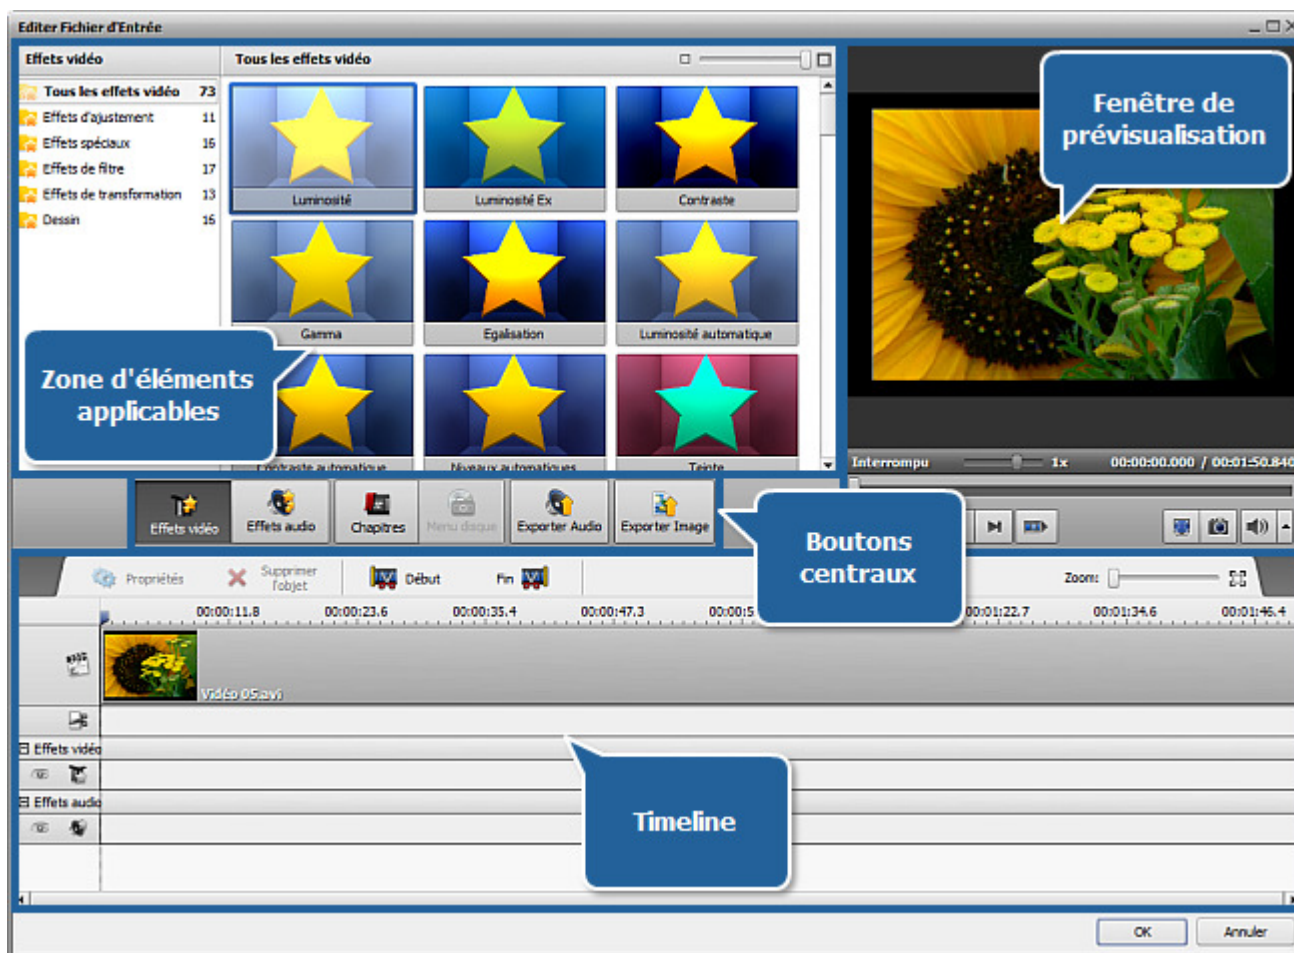 Editer Fichier d'Entrée
Effets vidéo
Tous les effets vidéo 73
Effets d'ajustement 11
Effets spéciaux 16
Effets de filtre 17
Effets de transformation 13
Dessin 16
Tous les effets vidéo
Luminosité
Luminosité Ex
Contraste
Gamma
Egalisation
Luminosité automatique
Contraste automatique
Niveaux automatiques
Teinte
Zone d'éléments
applicables
Fenêtre de
prévisualisation
Interrompu 1x 00:00:00.000 / 00:01:50.840
Effets vidéo
Effets audio
Chapitres
Menu disque
Exporter Audio
Exporter Image
Boutons
centraux
Propriétés
Supprimer
l'objet
Début
Fin
Zoom:
00:00:11.8 00:00:23.6 00:00:35.4 00:00:47.3 00:00:5 00:01:22.7 00:01:34.6 00:01:46.4
Vidéo 05.avi
Effets vidéo
Effets audio
Timeline
OK
Annuler